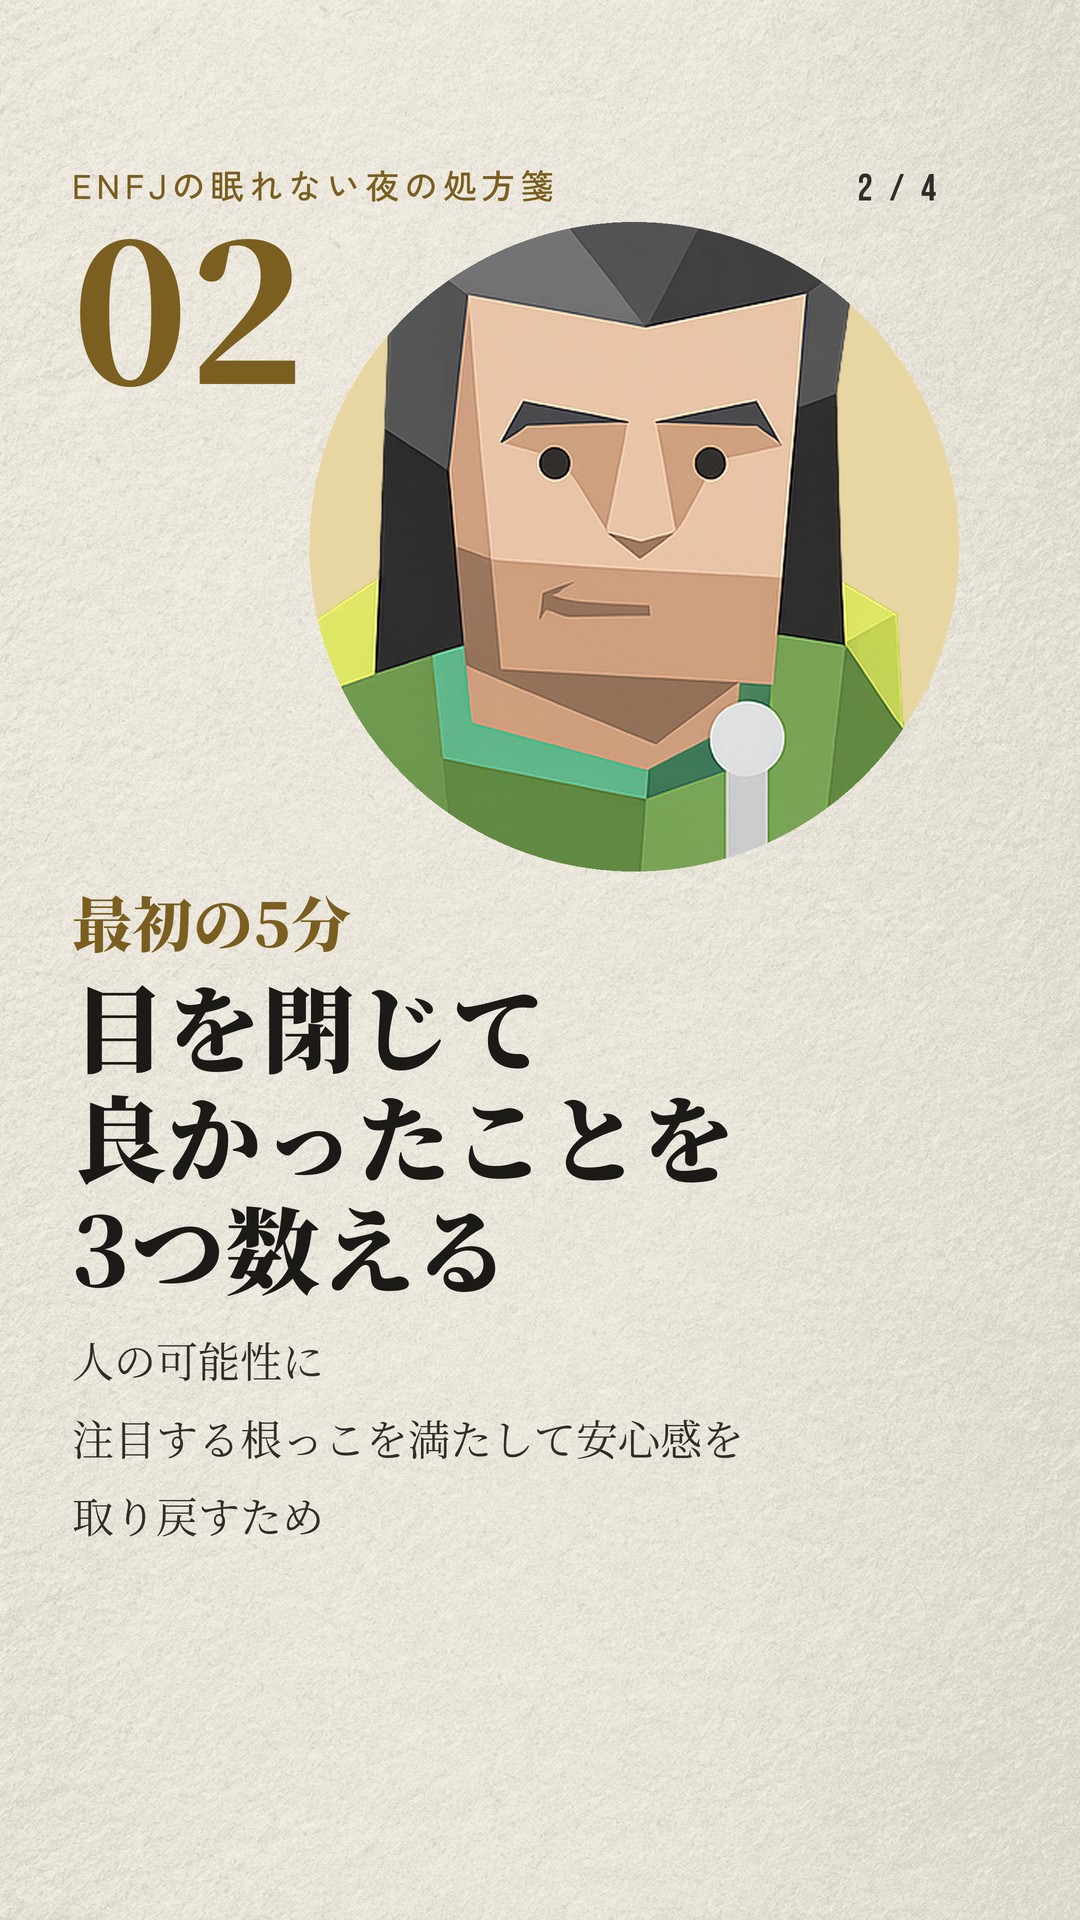 ENFJの眠れない夜の処方箋
2 / 4
02
最初の5分
目を閉じて
良かったことを
3つ数える
人の可能性に
注目する根っこを満たして安心感を
取り戻すため